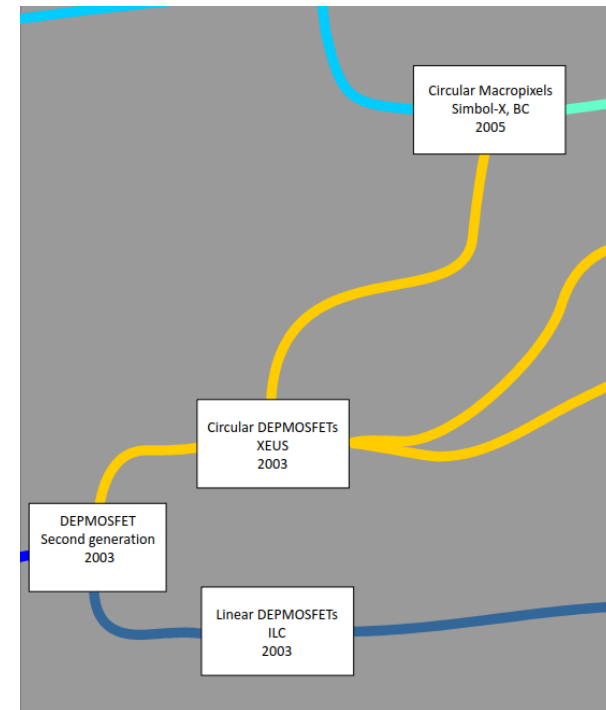 Circular Macropixels
Simbol-X, BC
2005
Circular DEPMOSFETs
XEUS
2003
DEPMOSFET
Second generation
2003
Linear DEPMOSFETs
ILC
2003